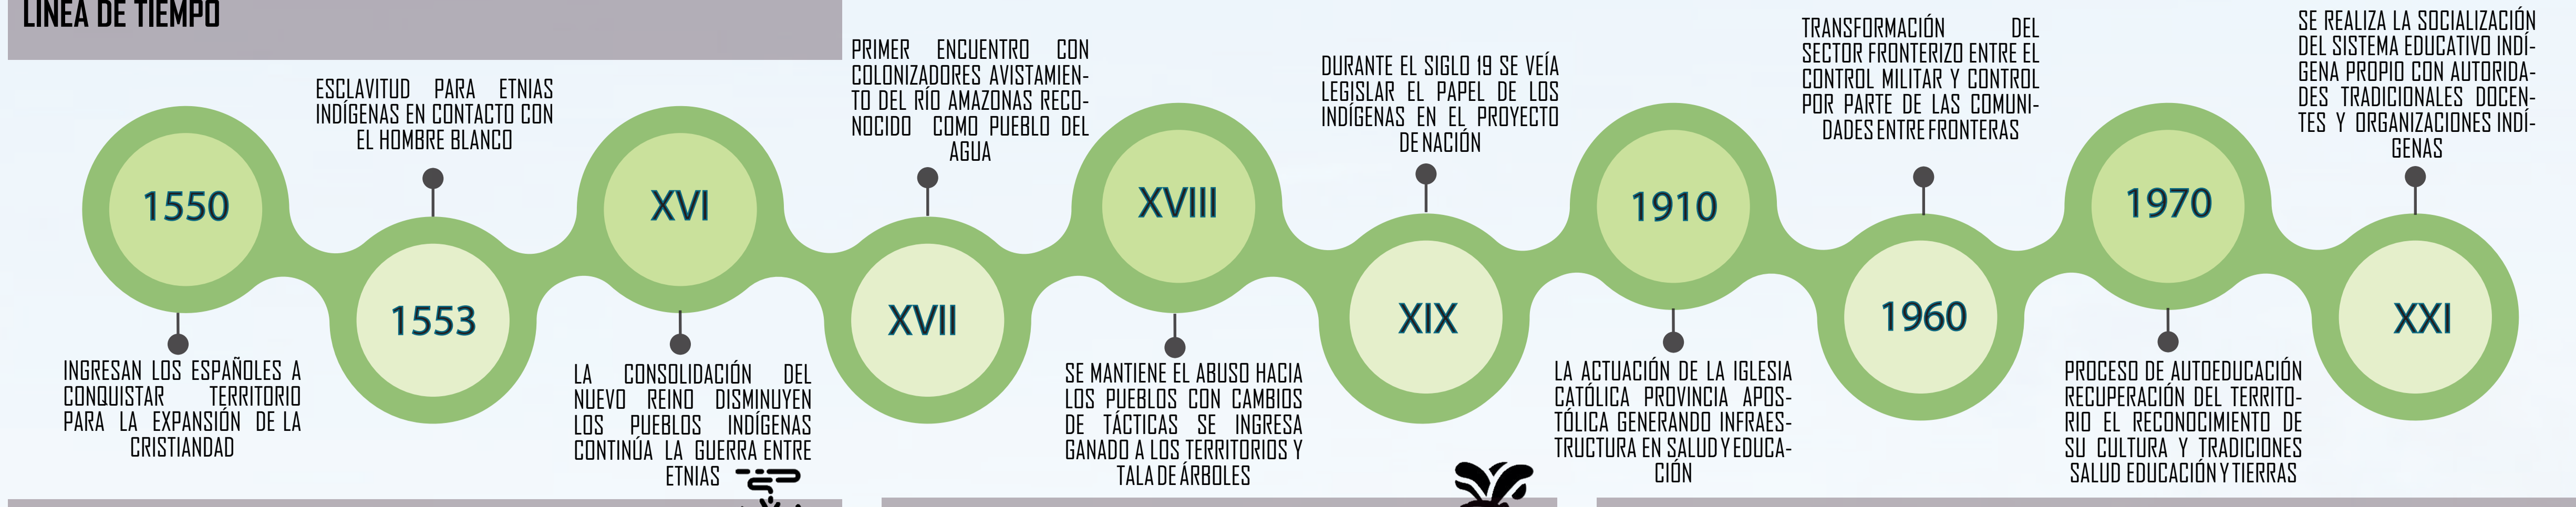 LÍNEA DE TIEMPO
1550
INGRESAN LOS ESPAÑOLES A
CONQUISTAR TERRITORIO
PARA LA EXPANSIÓN DE LA
CRISTIANDAD
ESCLAVITUD PARA ETNIAS
INDÍGENAS EN CONTACTO CON
EL HOMBRE BLANCO
1553
XVI
LA CONSOLIDACIÓN DEL
NUEVO REINO DISMINUYEN
LOS PUEBLOS INDÍGENAS
CONTINÚA LA GUERRA ENTRE
ETNIAS
PRIMER ENCUENTRO CON
COLONIZADORES AVISTAMIEN-
TO DEL RÍO AMAZONAS RECO-
NOCIDO COMO PUEBLO DEL
AGUA
XVII
XVIII
SE MANTIENE EL ABUSO HACIA
LOS PUEBLOS CON CAMBIOS
DE TÁCTICAS SE INGRESA
GANADO A LOS TERRITORIOS Y
TALA DE ÁRBOLES
DURANTE EL SIGLO 19 SE VEÍA
LEGISLAR EL PAPEL DE LOS
INDÍGENAS EN EL PROYECTO
DE NACIÓN
XIX
1910
LA ACTUACIÓN DE LA IGLESIA
CATÓLICA PROVINCIA APOS-
TÓLICA GENERANDO INFRAES-
TRUCTURA EN SALUD Y EDUCA-
CIÓN
TRANSFORMACIÓN DEL
SECTOR FRONTERIZO ENTRE EL
CONTROL MILITAR Y CONTROL
POR PARTE DE LAS COMUNI-
DADES ENTRE FRONTERAS
1960
1970
PROCESO DE AUTOEDUCACIÓN
RECUPERACIÓN DEL TERRITO-
RIO EL RECONOCIMIENTO DE
SU CULTURA Y TRADICIONES
SALUD EDUCACIÓN Y TIERRAS
SE REALIZA LA SOCIALIZACIÓN
DEL SISTEMA EDUCATIVO INDÍ-
GENA PROPIO CON AUTORIDA-
DES TRADICIONALES DOCEN-
TES Y ORGANIZACIONES INDÍ-
GENAS
XXI